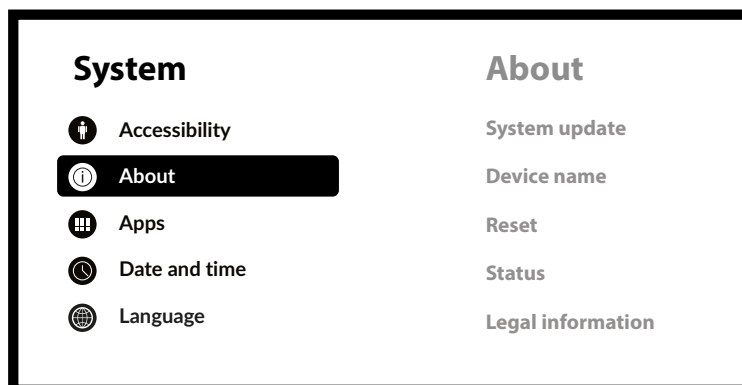 System
Accessibility
About
Apps
Date and time
Language
About
System update
Device name
Reset
Status
Legal information